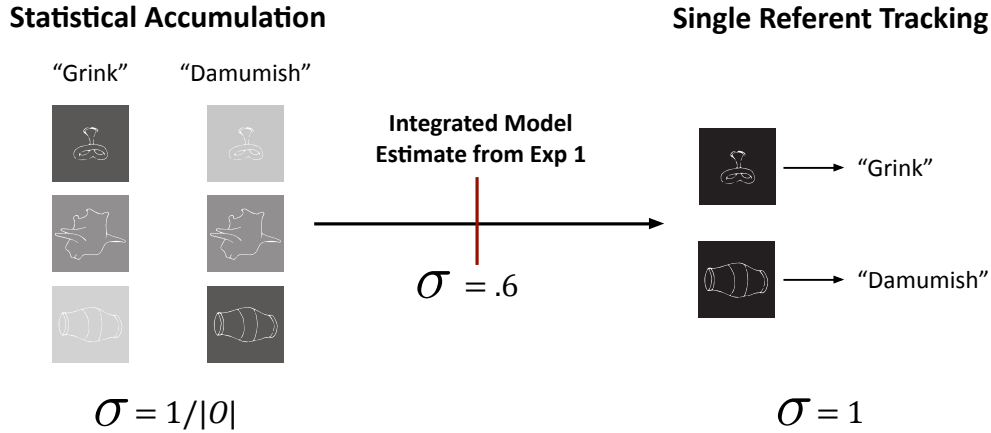 Statistical Accumulation
Single Referent Tracking
“Grink” “Damumish”
Integrated Model
Estimate from Exp 1
“Grink”
“Damumish”
σ = .6
σ = 1/|O|
σ = 1